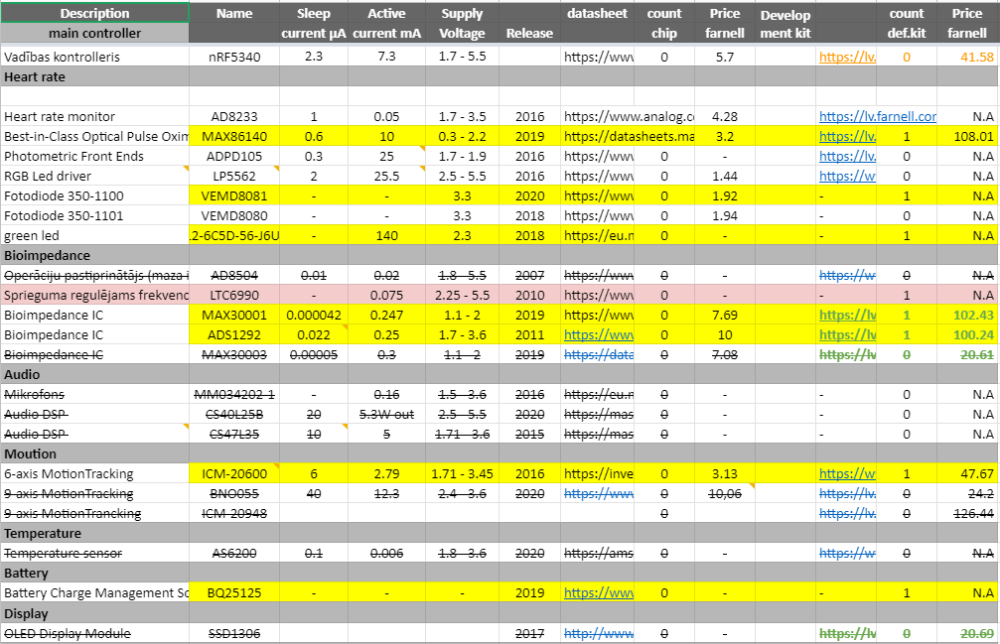 Description Name Sleep Active Supply datasheet count Price Develop count Price
main controller current µA current mA Voltage Release chip farnell ment kit def.kit farnell
Vadības kontrolleris nRF5340 2.3 7.3 1.7 - 5.5 https://www 0 5.7 https://lv. 0 41.58
Heart rate
Heart rate monitor AD8233 1 0.05 1.7 - 3.5 2016 https://www.analog.c 4.28 https://lv.farnell.con N.A
Best-in-Class Optical Pulse Oxim MAX86140 0.6 10 0.3 - 2.2 2019 https://datasheets.ma 3.2 https://lv. 1 108.01
Photometric Front Ends ADPD105 0.3 25 1.7 - 1.9 2016 https://www 0 - https://lv. 0 N.A
RGB Led driver LP5562 2 25.5 2.5 - 5.5 2016 https://www 0 1.44 https://w 0 N.A
Fotodiode 350-1100 VEMD8081 - - 3.3 2020 https://www 0 1.92 - 1 N.A
Fotodiode 350-1101 VEMD8080 - - 3.3 2018 https://www 0 1.94 - 0 N.A
green led .2-6C5D-56-J6U - 140 2.3 2018 https://eu.n 0 - - 1 N.A
Bioimpedance
Operāciju pastiprinātājs (maza i AD8504 0.01 0.02 1.8 - 5.5 2007 https://www 0 - https://w 0 N.A
Sprieguma regulējams frekvenc LTC6990 - 0.075 2.25 - 5.5 2010 https://www 0 - - 1 N.A
Bioimpedance IC MAX30001 0.000042 0.247 1.1 - 2 2019 https://www 0 7.69 https://lv 1 102.43
Bioimpedance IC ADS1292 0.022 0.25 1.7 - 3.6 2011 https://www 0 10 https://lv 1 100.24
Bioimpedance IC MAX30003 0.00005 0.3 1.1 - 2 2019 https://data 0 7.08 https://lv 0 20.61
Audio
Mikrofons MM034202-1 - 0.16 1.5 - 3.6 2016 https://eu.n 0 - - 0 N.A
Audio DSP CS40L25B 20 5.3W out 2.5 - 5.5 2020 https://mas 0 - - 0 N.A
Audio DSP CS47L35 10 5 1.71 - 3.6 2015 https://mas 0 - - 0 N.A
Moution
6-axis MotionTracking ICM-20600 6 2.79 1.71 - 3.45 2016 https://inve 0 3.13 https://w 1 47.67
9-axis MotionTracking BNO055 40 12.3 2.4 - 3.6 2020 https://www 0 10,06 https://lv. 0 24.2
9-axis MotionTrancking ICM-20948 0 https://lv. 0 126.44
Temperature
Temperature sensor AS6200 0.1 0.006 1.8 - 3.6 2020 https://ams 0 - https://w 0 N.A
Battery
Battery Charge Management So BQ25125 - - - 2019 https://www 0 - - 1 N.A
Display
OLED Display Module SSD1306 2017 http://www 0 - https://lv 0 20.69